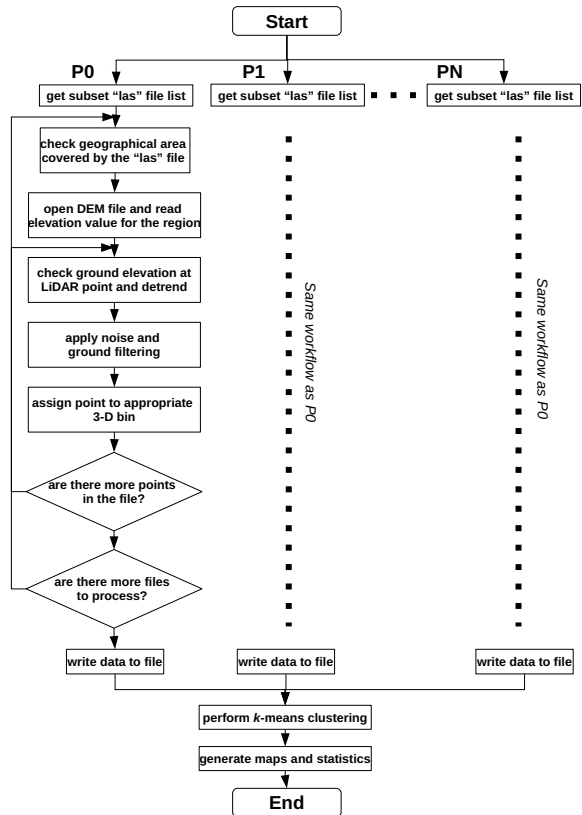 Start
P0
P1
PN
get subset “las” file list
get subset “las” file list
get subset “las” file list
check geographical area
covered by the “las” file
open DEM file and read
elevation value for the region
check ground elevation at
LiDAR point and detrend
apply noise and
ground filtering
assign point to appropriate
3-D bin
are there more points
in the file?
are there more files
to process?
Same workflow as P0
Same workflow as P0
write data to file
write data to file
write data to file
perform k-means clustering
generate maps and statistics
End